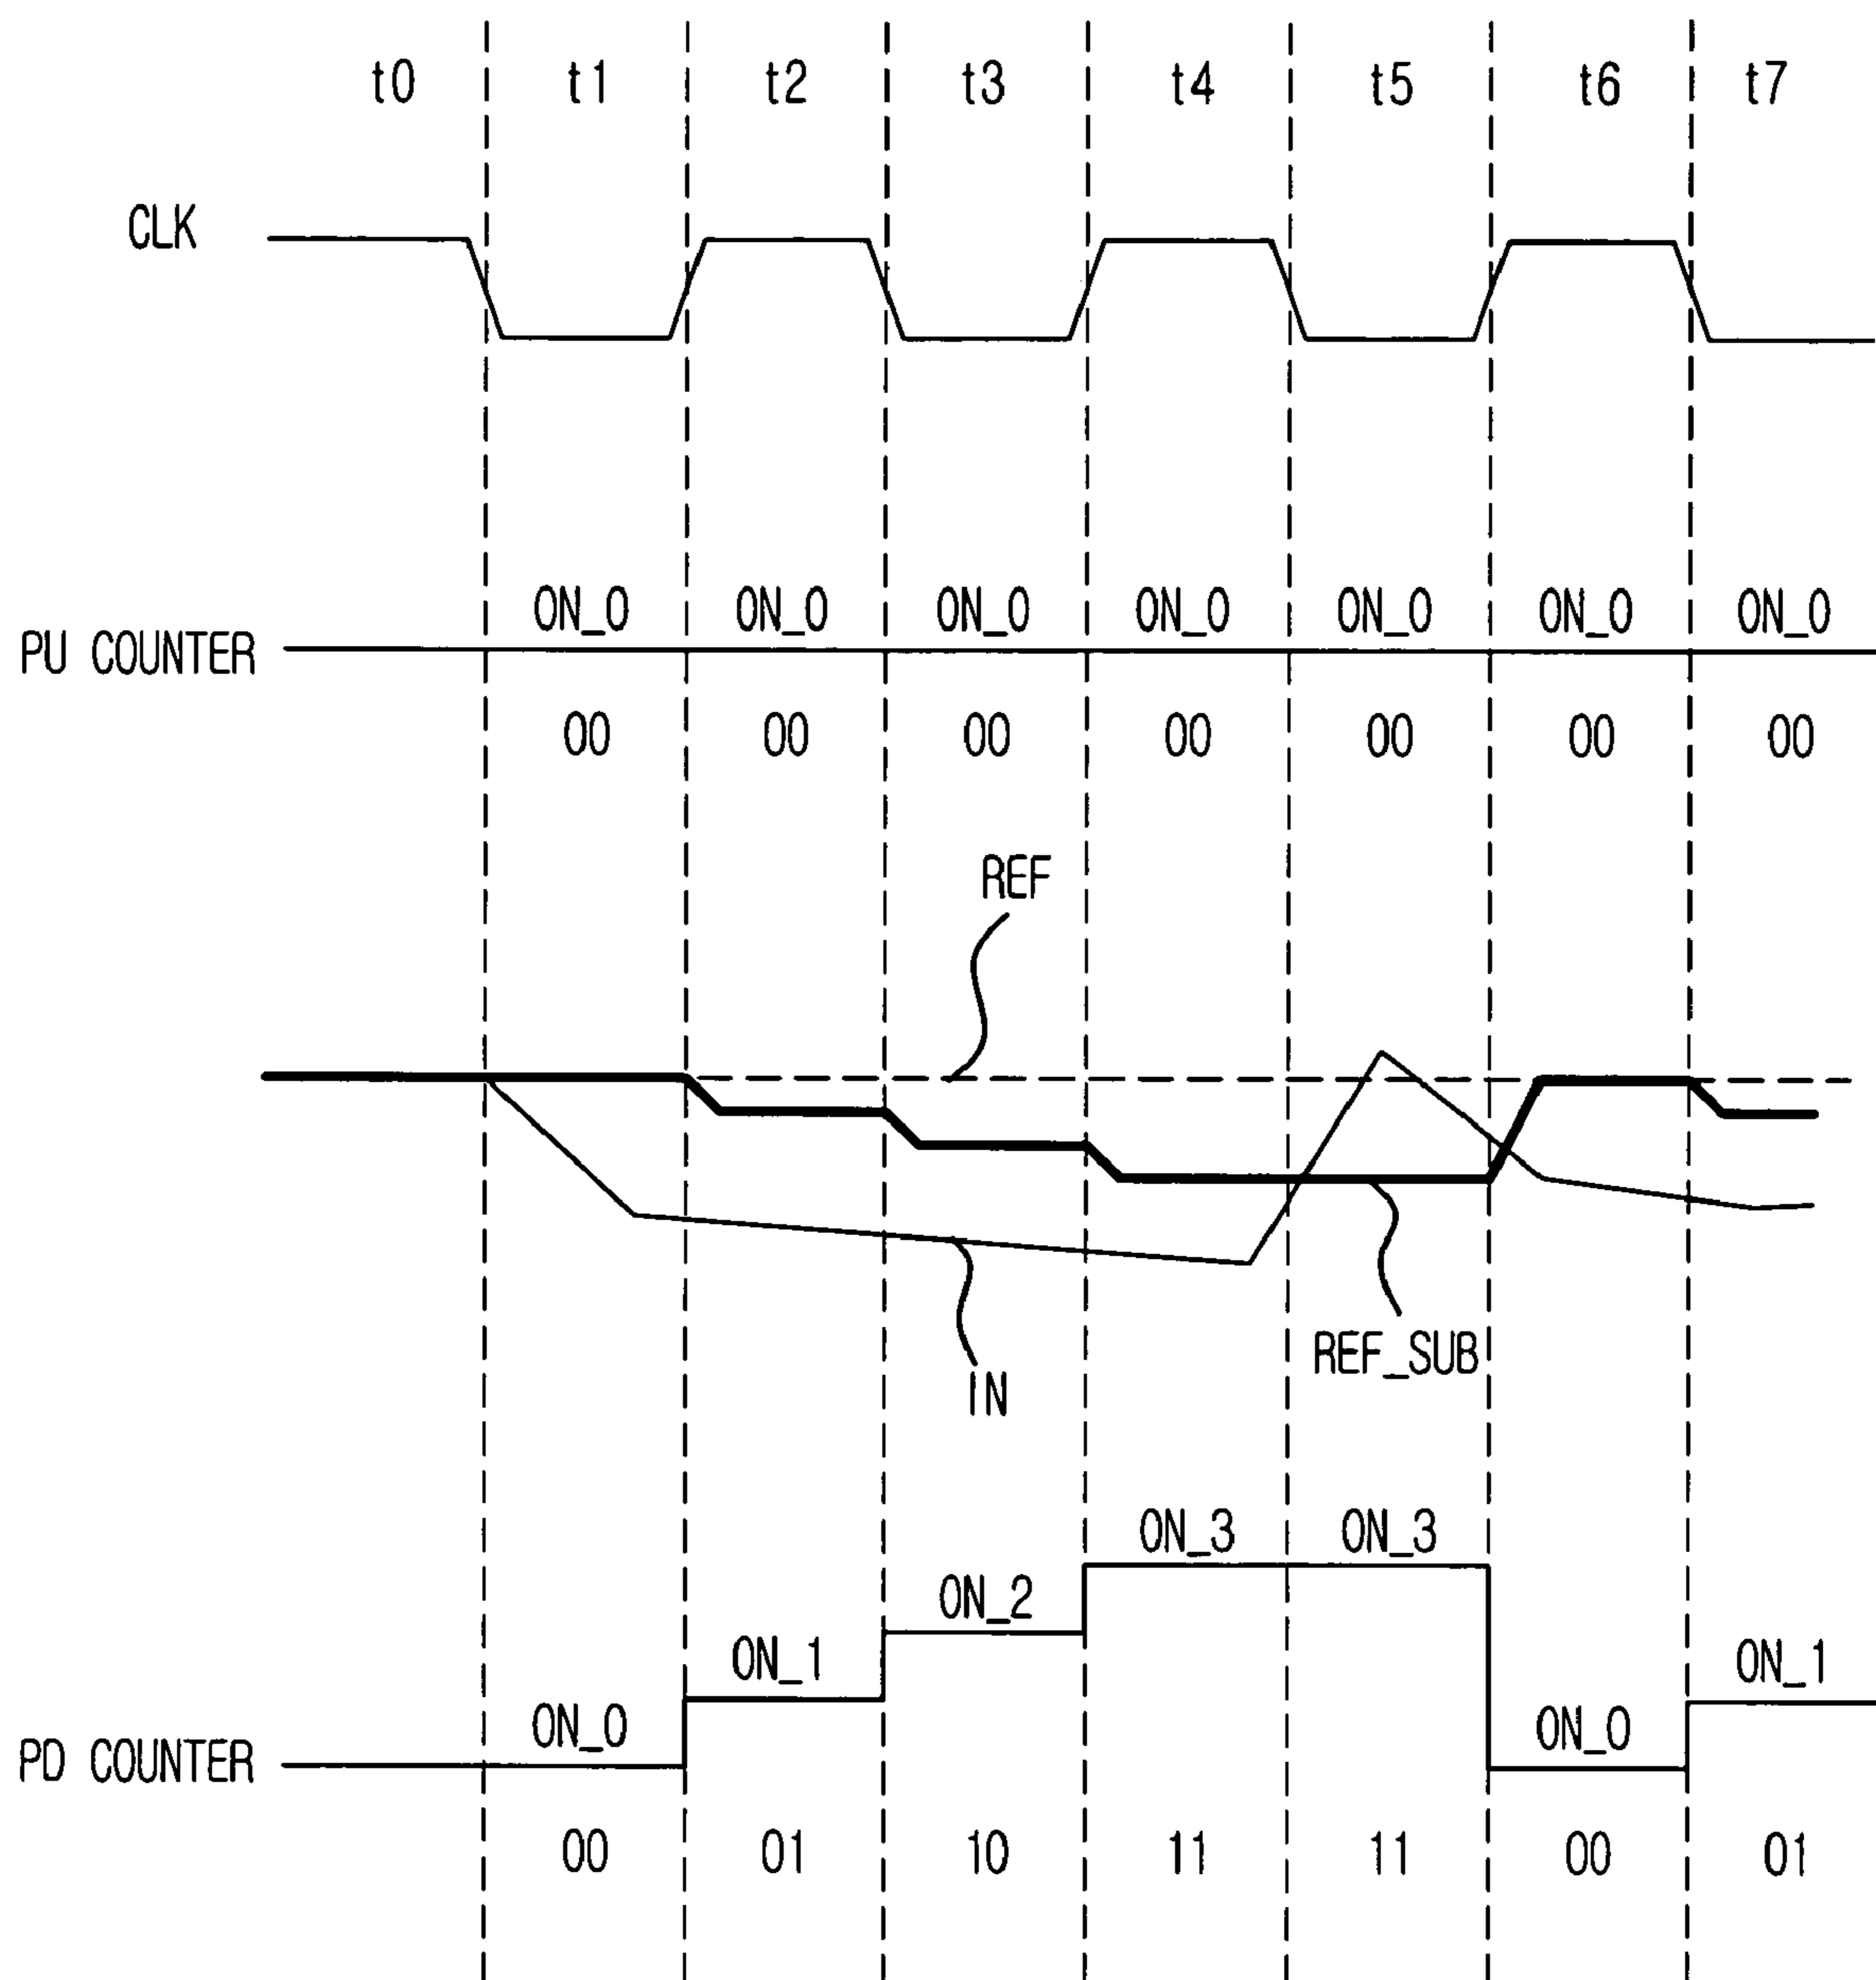 t0 t1 t2 t3 t4 t5 t6 t7
CLK
ON_0 ON_0 ON_0 ON_0 ON_0 ON_0 ON_0
PU COUNTER
00 00 00 00 00 00 00
REF
REF_SUB
IN
ON_3 ON_3
ON_2
ON_1 ON_1
ON_0 ON_0
PD COUNTER
00 01 10 11 11 00 01